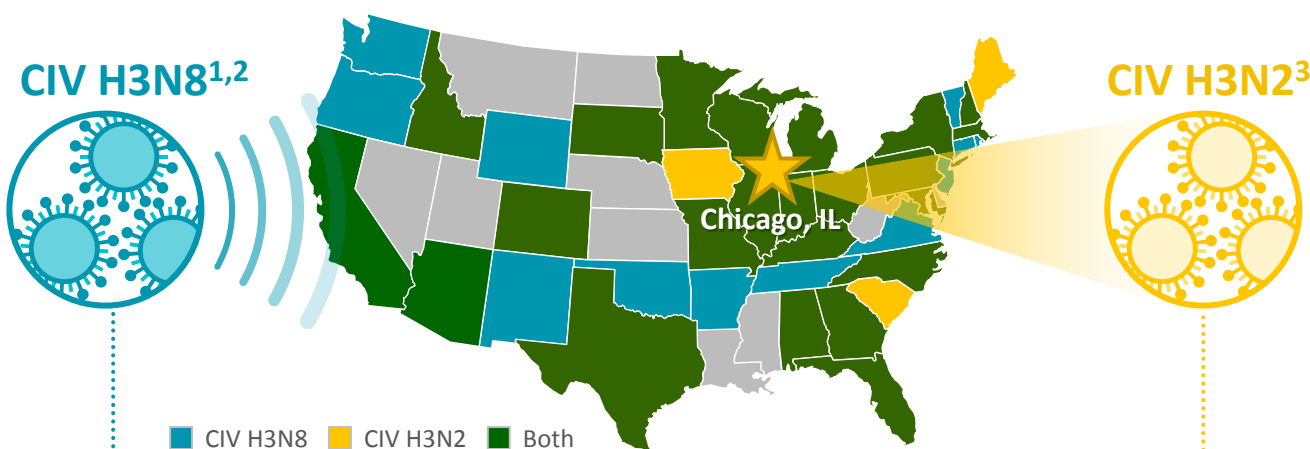 CIV H3N81,2
CIV H3N23
Chicago, IL
CIV H3N8
CIV H3N2
Both